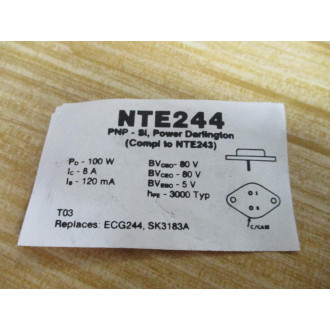 NTE244
PNP - Si, Power Darlington
(Compl to NTE243)
PD - 100 W
IC - 8 A
IB - 120 mA
BVCBO- 80 V
BVCEO- 80 V
BVEBO- 5 V
hFE - 3000 Typ
C/CASE
T03
Replaces: ECG244, SK3183A